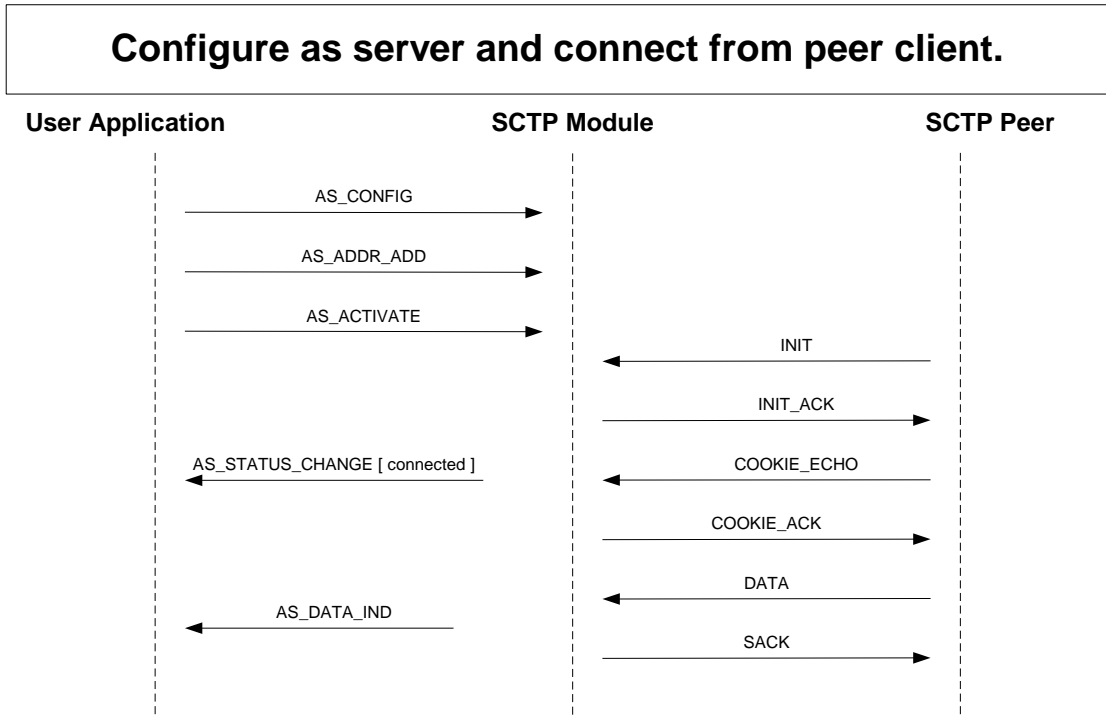 Configure as server and connect from peer client.
User Application SCTP Module SCTP Peer
AS_CONFIG
AS_ADDR_ADD
AS_ACTIVATE
INIT
INIT_ACK
AS_STATUS_CHANGE [ connected ] COOKIE_ECHO
COOKIE_ACK
DATA
AS_DATA_IND
SACK